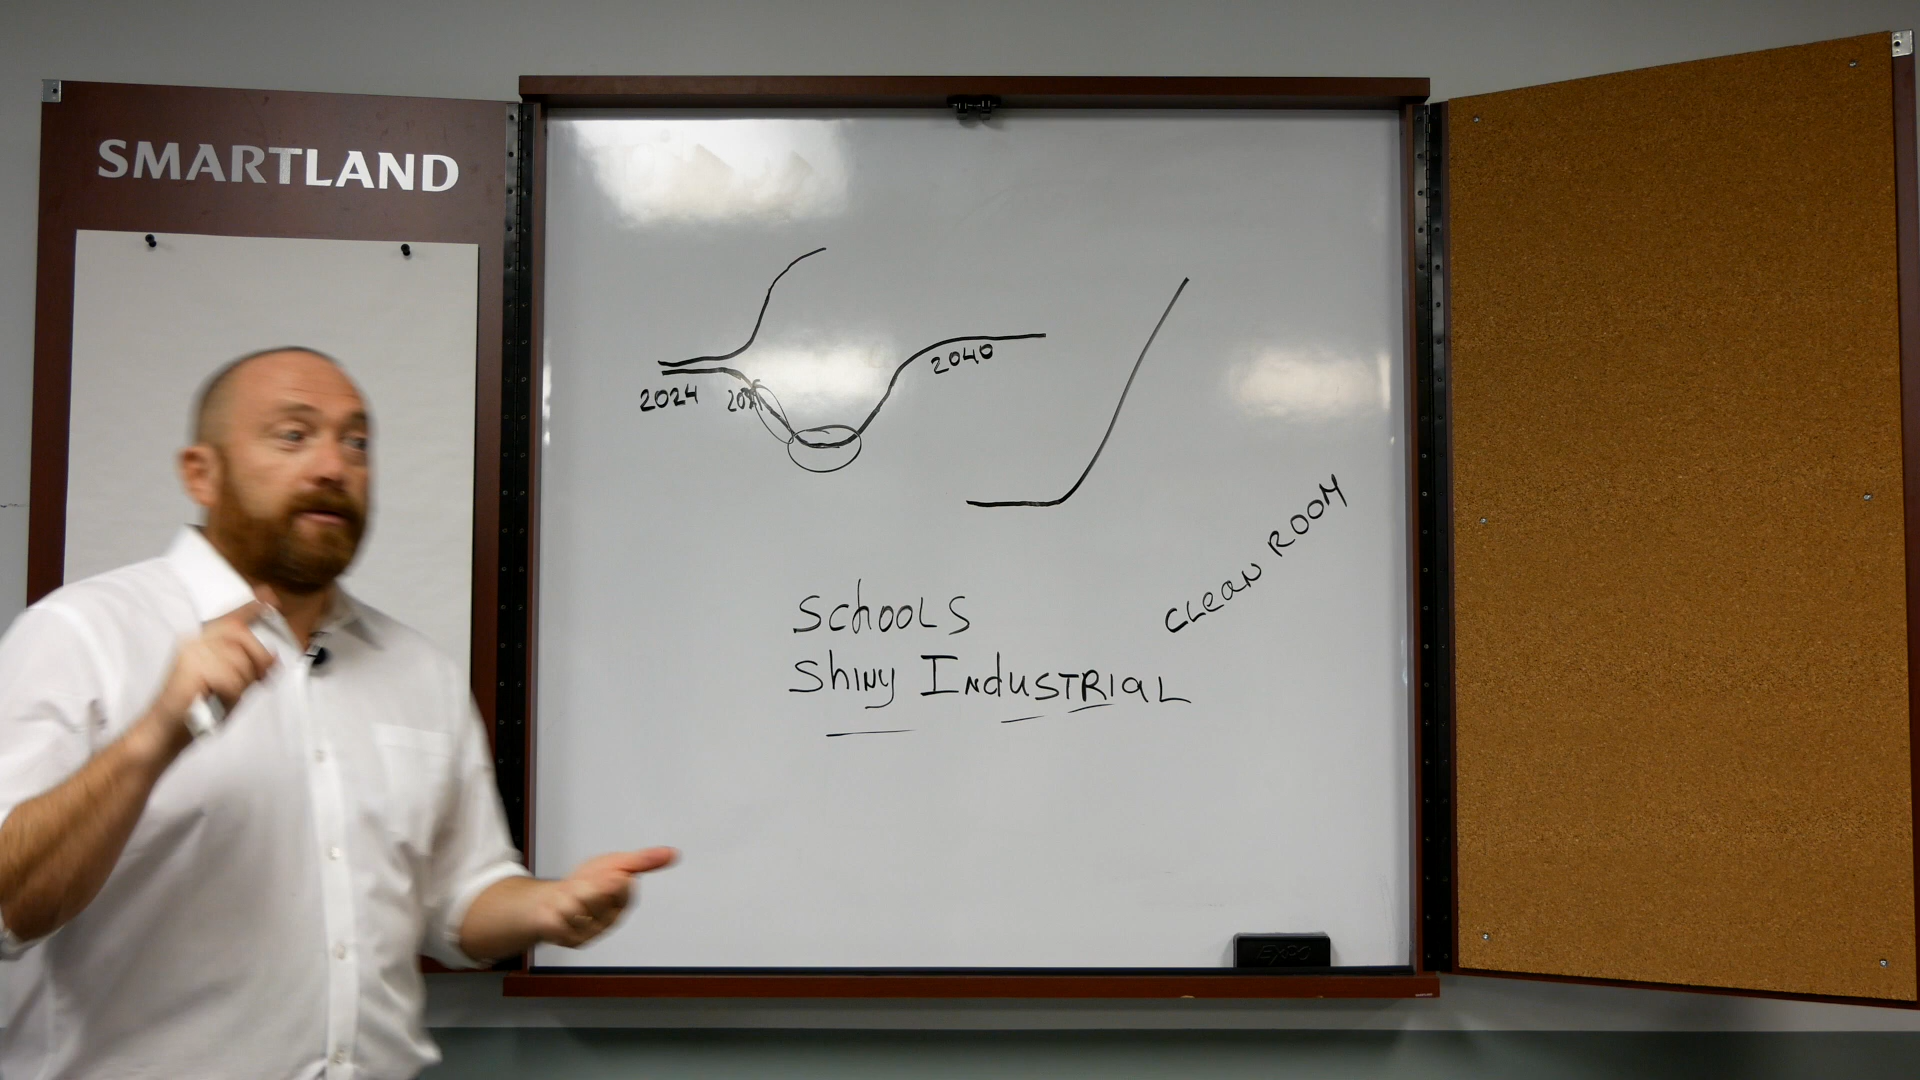 SMARTLAND
2024
2040
SchOOLS
Shiny INdUSTRIaL
CLeaN ROOM
EXPO